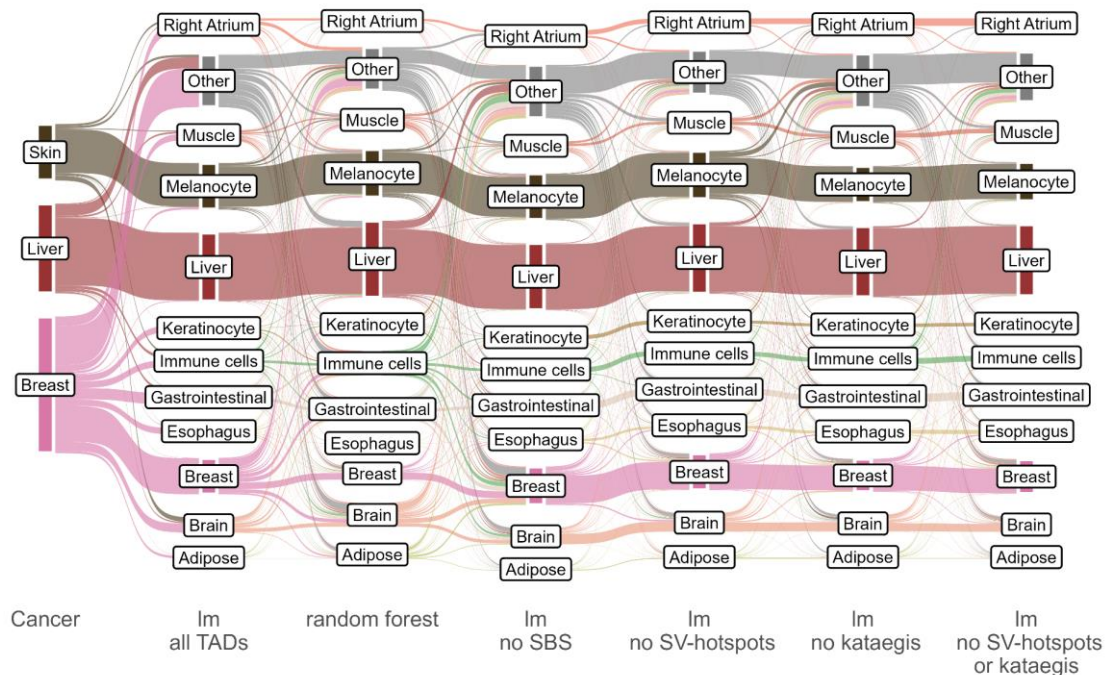 Skin
Liver
Breast
Right Atrium
Other
Muscle
Melanocyte
Liver
Keratinocyte
Immune cells
Gastrointestinal
Esophagus
Breast
Brain
Adipose
Right Atrium
Other
Muscle
Melanocyte
Liver
Keratinocyte
Immune cells
Gastrointestinal
Esophagus
Breast
Brain
Adipose
Right Atrium
Other
Muscle
Melanocyte
Liver
Keratinocyte
Immune cells
Gastrointestinal
Esophagus
Breast
Brain
Adipose
Right Atrium
Other
Muscle
Melanocyte
Liver
Keratinocyte
Immune cells
Gastrointestinal
Esophagus
Breast
Brain
Adipose
Right Atrium
Other
Muscle
Melanocyte
Liver
Keratinocyte
Immune cells
Gastrointestinal
Esophagus
Breast
Brain
Adipose
Right Atrium
Other
Muscle
Melanocyte
Liver
Keratinocyte
Immune cells
Gastrointestinal
Esophagus
Breast
Brain
Adipose
Cancer
lm
all TADs
random forest
lm
no SBS
lm
no SV-hotspots
lm
no kataegis
lm
no SV-hotspots
or kataegis